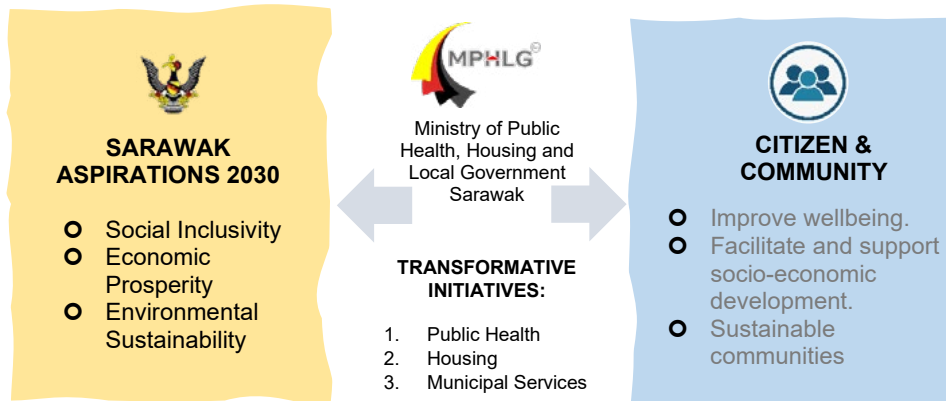 SARAWAK
ASPIRATIONS 2030
Social Inclusivity
Economic
Prosperity
Environmental
Sustainability
MPHLG
Ministry of Public
Health, Housing and
Local Government
Sarawak
TRANSFORMATIVE
INITIATIVES:
1. Public Health
2. Housing
3. Municipal Services
CITIZEN &
COMMUNITY
Improve wellbeing.
Facilitate and support
socio-economic
development.
Sustainable
communities